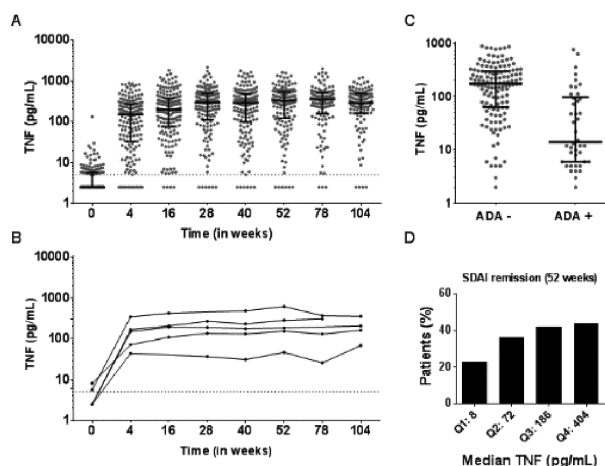 A
10000
1000
100
10
1
TNF (pg/mL)
0 4 16 28 40 52 78 104
Time (in weeks)
B
10000
1000
100
10
1
TNF (pg/mL)
0 4 16 28 40 52 78 104
Time (in weeks)
C
1000
100
10
1
TNF (pg/mL)
ADA - ADA +
D
SDAI remission (52 weeks)
60
40
20
0
Patients (%)
Q1: 8 Q2: 72 Q3: 186 Q4: 404
Median TNF (pg/mL)